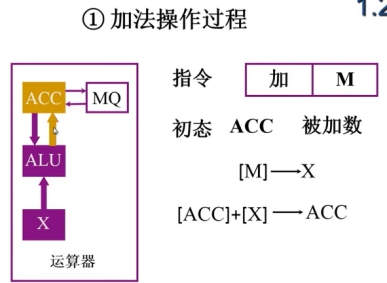 1.2
① 加法操作过程
指令 加 M
ACC MQ
初态 ACC 被加数
ALU
[M]→X
X
[ACC]+[X]→ACC
运算器